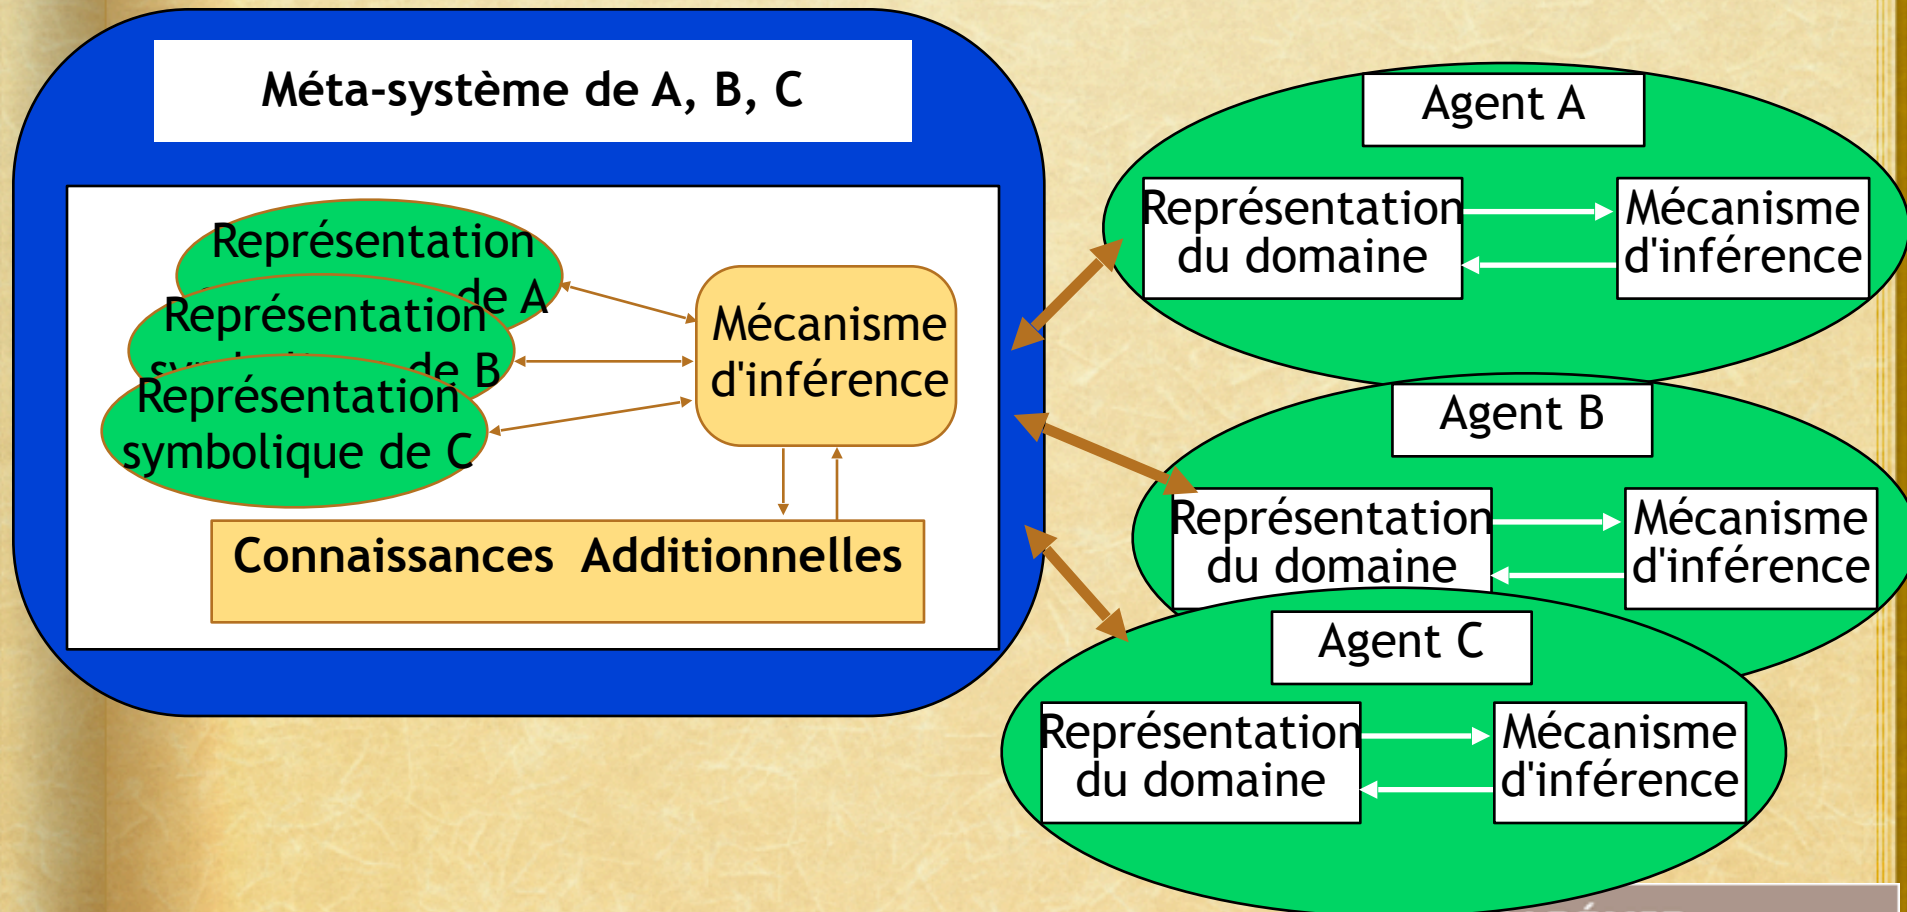 Méta-système de A, B, C
Représentation
de A
Représentation
de B
Représentation
symbolique de C
Mécanisme
d'inférence
Connaissances Additionnelles
Agent A
Représentation
du domaine
Mécanisme
d'inférence
Agent B
Représentation
du domaine
Mécanisme
d'inférence
Agent C
Représentation
du domaine
Mécanisme
d'inférence